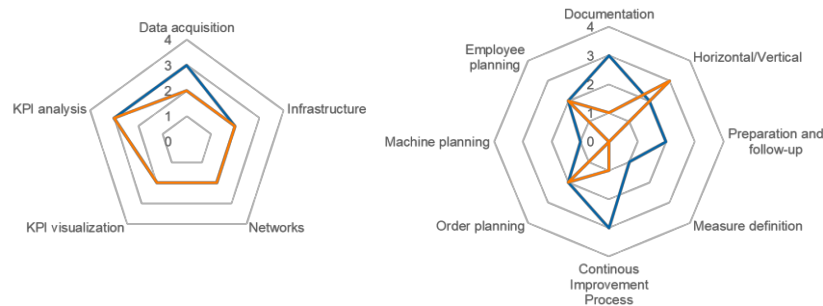 Data acquisition
4
3
2
1
0
KPI analysis
Infrastructure
KPI visualization
Networks
Documentation
4
3
2
1
0
Employee
planning
Horizontal/Vertical
Machine planning
Preparation and
follow-up
Order planning
Measure definition
Continous
Improvement
Process